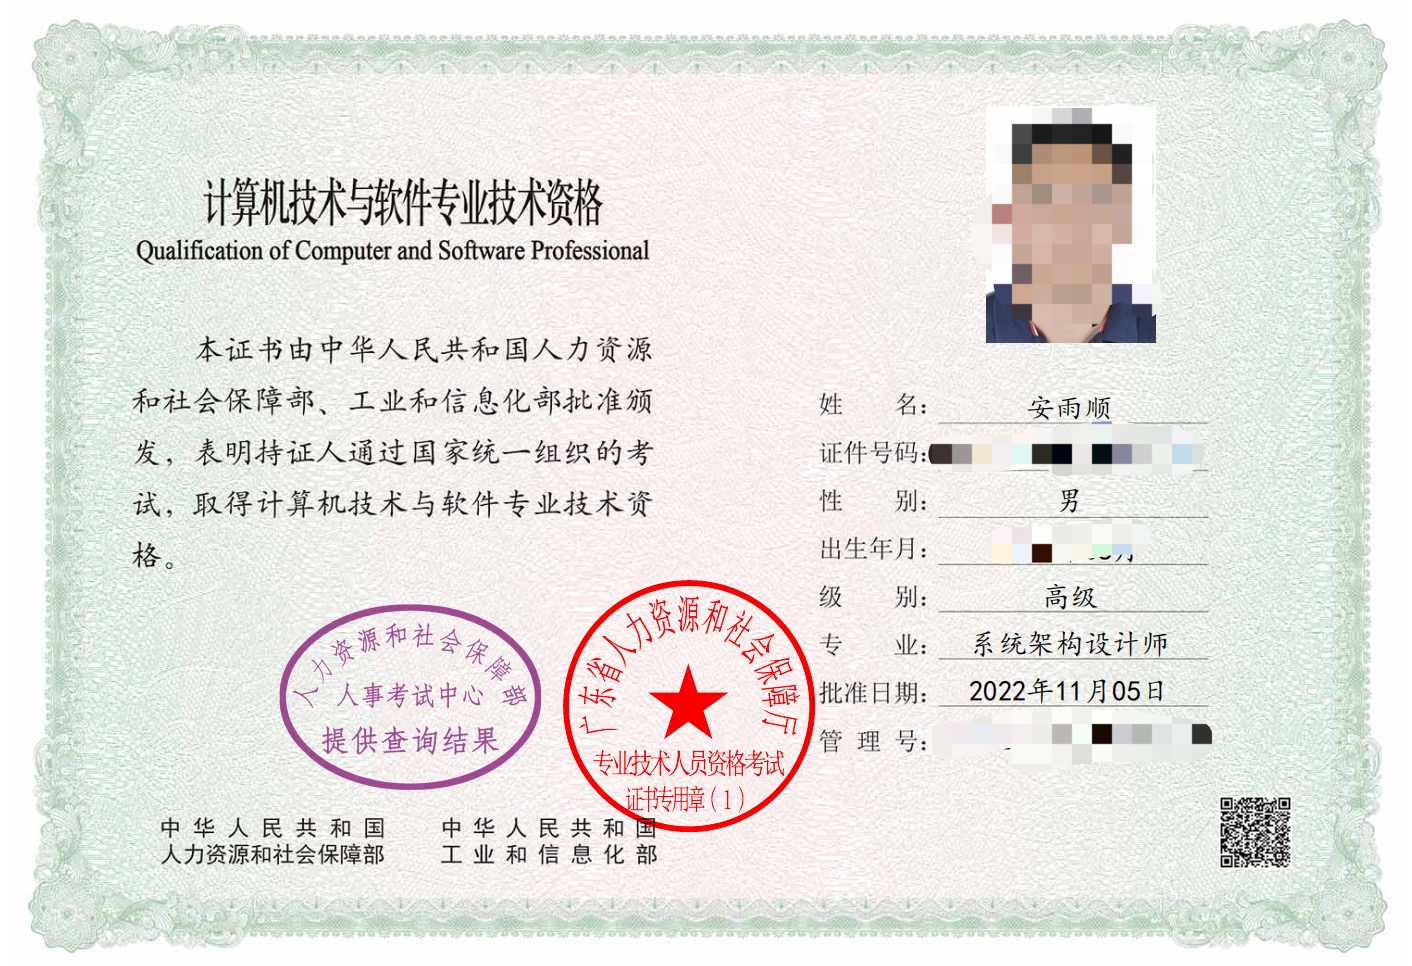 计算机技术与软件专业技术资格
Qualification of Computer and Software Professional
本证书由中华人民共和国人力资源
和社会保障部、工业和信息化部批准颁
发，表明持证人通过国家统一组织的考
试，取得计算机技术与软件专业技术资
格。
人力资源和社会保障部
人事考试中心
提供查询结果
广东省人力资源和社会保障厅
专业技术人员资格考试
证书专用章（1）
中华人民共和国
人力资源和社会保障部
中华人民共和国
工业和信息化部
姓名：安雨顺
证件号码：
性别：男
出生年月：月
级别：高级
专业：系统架构设计师
批准日期：2022年11月05日
管理号：